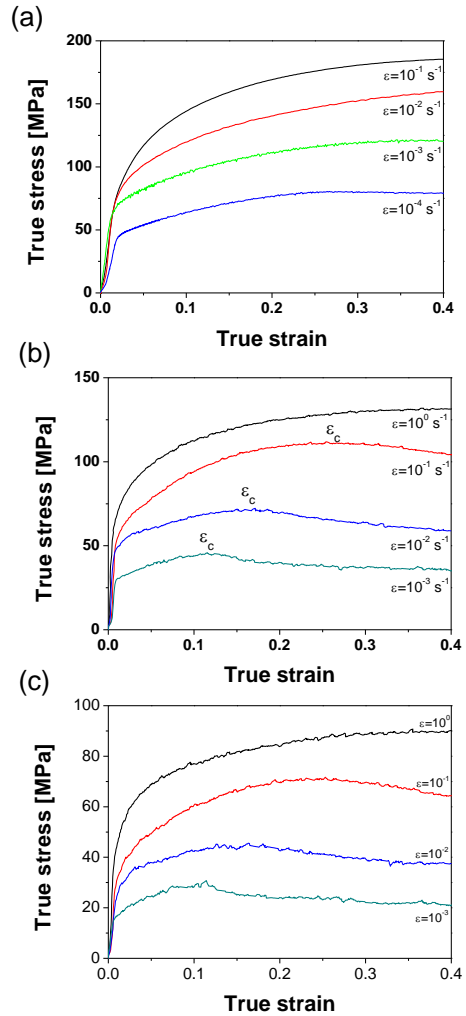 (a)
True stress [MPa]
200
150
100
50
0
0.0 0.1 0.2 0.3 0.4
True strain
ε=10⁻¹ s⁻¹
ε=10⁻² s⁻¹
ε=10⁻³ s⁻¹
ε=10⁻⁴ s⁻¹
(b)
True stress [MPa]
150
100
50
0
0.0 0.1 0.2 0.3 0.4
True strain
ε=10⁰ s⁻¹
ε_c
ε=10⁻¹ s⁻¹
ε_c
ε=10⁻² s⁻¹
ε_c
ε=10⁻³ s⁻¹
(c)
True stress [MPa]
100
80
60
40
20
0
0.0 0.1 0.2 0.3 0.4
True strain
ε=10⁰
ε=10⁻¹
ε=10⁻²
ε=10⁻³